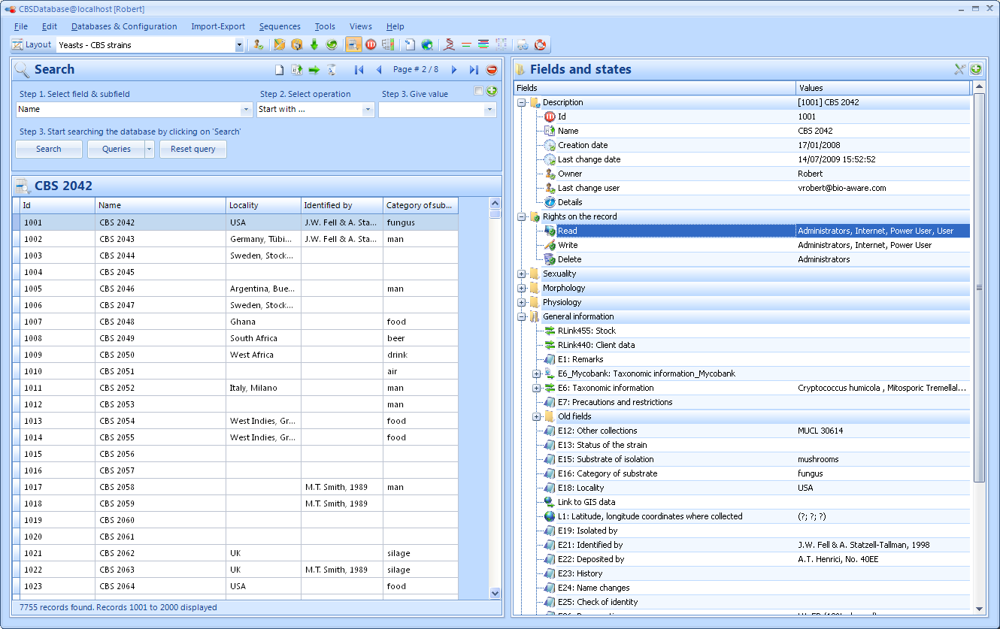 CBSDatabase@localhost [Robert]
File Edit Databases & Configuration Import-Export Sequences Tools Views Help
Layout Yeasts - CBS strains
Search Page # 2 / 8
Step 1. Select field & subfield Step 2. Select operation Step 3. Give value
Name Start with ...
Step 3. Start searching the database by clicking on 'Search'
Search Queries Reset query
CBS 2042
Id Name Locality Identified by Category of sub...
1001 CBS 2042 USA J.W. Fell & A. Sta... fungus
1002 CBS 2043 Germany, Tübi... J.W. Fell & A. Sta... man
1003 CBS 2044 Sweden, Stock...
1004 CBS 2045
1005 CBS 2046 Argentina, Bue... man
1006 CBS 2047 Sweden, Stock...
1007 CBS 2048 Ghana food
1008 CBS 2049 South Africa beer
1009 CBS 2050 West Africa drink
1010 CBS 2051 air
1011 CBS 2052 Italy, Milano man
1012 CBS 2053 man
1013 CBS 2054 West Indies, Gr... food
1014 CBS 2055 West Indies, Gr... food
1015 CBS 2056
1016 CBS 2057
1017 CBS 2058 M.T. Smith, 1989 man
1018 CBS 2059 M.T. Smith, 1989
1019 CBS 2060
1020 CBS 2061
1021 CBS 2062 UK silage
1022 CBS 2063 UK M.T. Smith, 1989 silage
1023 CBS 2064 USA food
7755 records found. Records 1001 to 2000 displayed
Fields and states
Fields Values
Description [1001] CBS 2042
Id 1001
Name CBS 2042
Creation date 17/01/2008
Last change date 14/07/2009 15:52:52
Owner Robert
Last change user vrobert@bio-aware.com
Details
Rights on the record
Read Administrators, Internet, Power User, User
Write Administrators, Internet, Power User
Delete Administrators
Sexuality
Morphology
Physiology
General information
RLink455: Stock
RLink440: Client data
E1: Remarks
E6_Mycobank: Taxonomic information_Mycobank
E6: Taxonomic information Cryptococcus humicola , Mitosporic Tremellal...
E7: Precautions and restrictions
Old fields
E12: Other collections MUCL 30614
E13: Status of the strain
E15: Substrate of isolation mushrooms
E16: Category of substrate fungus
E18: Locality USA
Link to GIS data
L1: Latitude, longitude coordinates where collected (?; ?; ?)
E19: Isolated by
E21: Identified by J.W. Fell & A. Statzell-Tallman, 1998
E22: Deposited by A.T. Henrici, No. 40EE
E23: History
E24: Name changes
E25: Check of identity